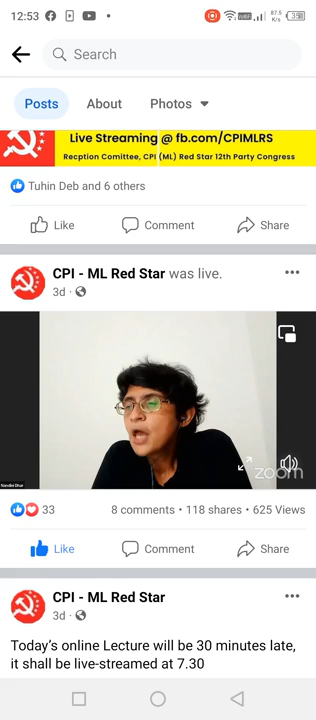 12:53
87.5
K/s
35
Search
Posts
About
Photos
Live Streaming @ fb.com/CPIMLRS
Recption Comittee, CPI (ML) Red Star 12th Party Congress
Tuhin Deb and 6 others
Like
Comment
Share
CPI - ML Red Star was live.
3d
Nandini Dhar
zoom
33
8 comments • 118 shares • 625 Views
Like
Comment
Share
CPI - ML Red Star
3d
Today's online Lecture will be 30 minutes late,
it shall be live-streamed at 7.30